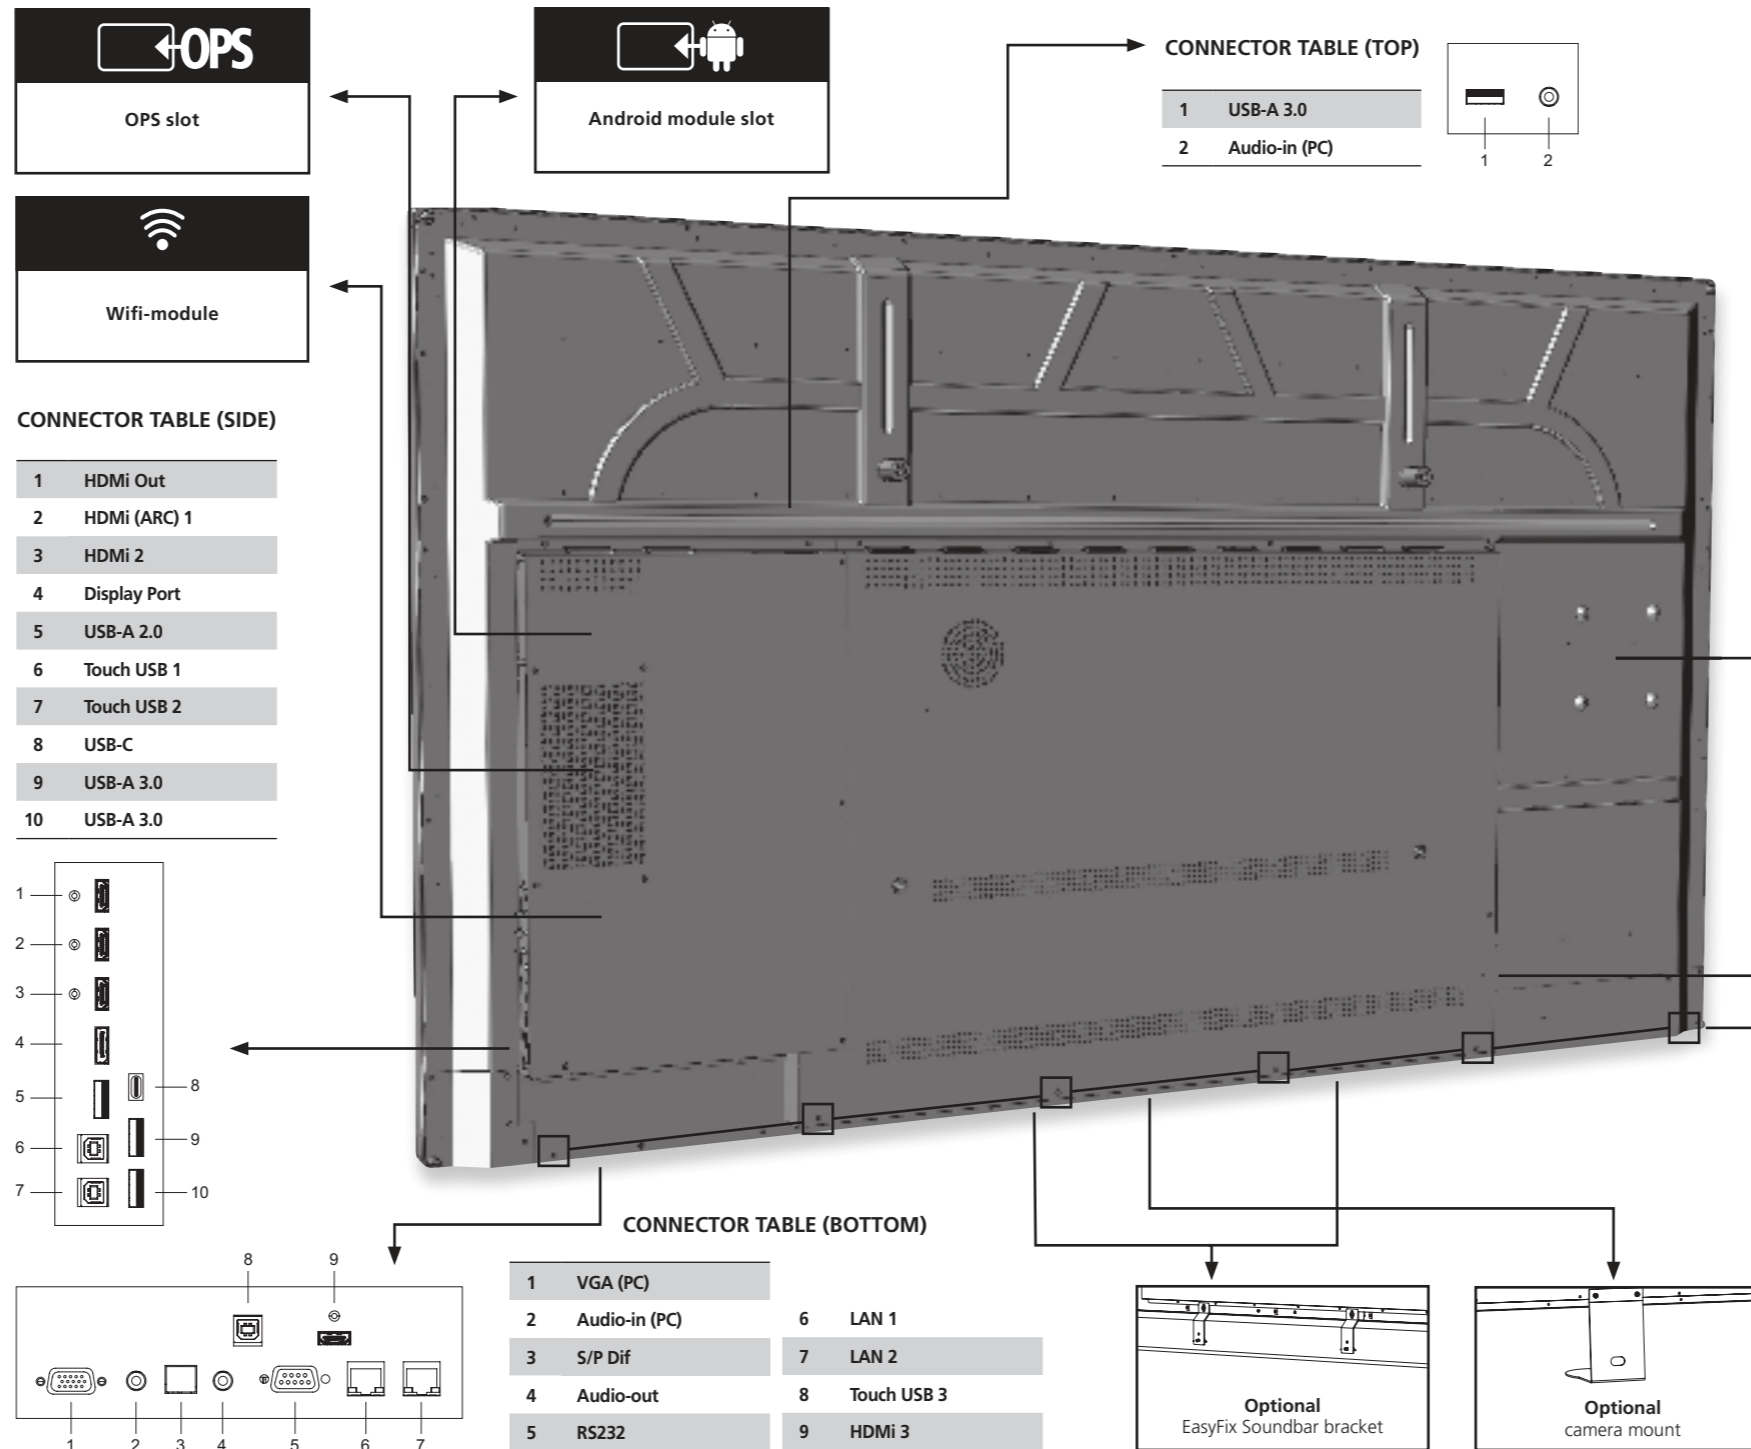 OPS
OPS slot
Android module slot
CONNECTOR TABLE (TOP)
1 USB-A 3.0
2 Audio-in (PC)
1 2
Wifi-module
CONNECTOR TABLE (SIDE)
1 HDMi Out
2 HDMi (ARC) 1
3 HDMi 2
4 Display Port
5 USB-A 2.0
6 Touch USB 1
7 Touch USB 2
8 USB-C
9 USB-A 3.0
10 USB-A 3.0
1
2
3
4
5 8
6 9
7 10
CONNECTOR TABLE (BOTTOM)
8 9
1 2 3 4 5 6 7
1 VGA (PC)
2 Audio-in (PC) 6 LAN 1
3 S/P Dif 7 LAN 2
4 Audio-out 8 Touch USB 3
5 RS232 9 HDMi 3
Optional
EasyFix Soundbar bracket
Optional
camera mount